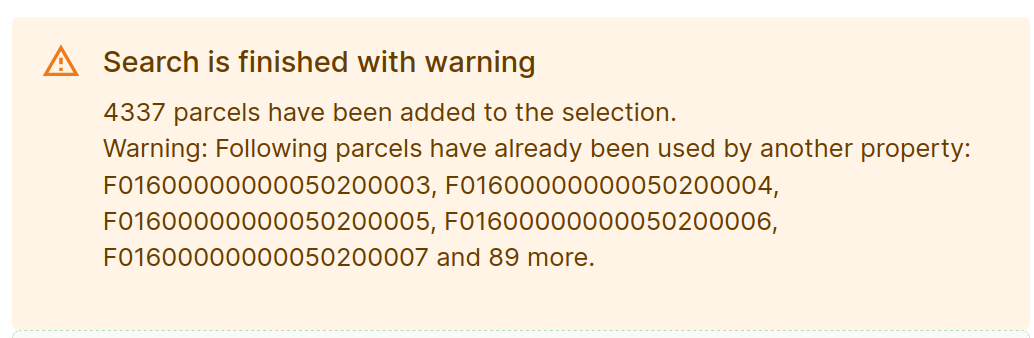 Search is finished with warning
4337 parcels have been added to the selection.
Warning: Following parcels have already been used by another property:
F01600000000050200003, F01600000000050200004,
F01600000000050200005, F01600000000050200006,
F01600000000050200007 and 89 more.